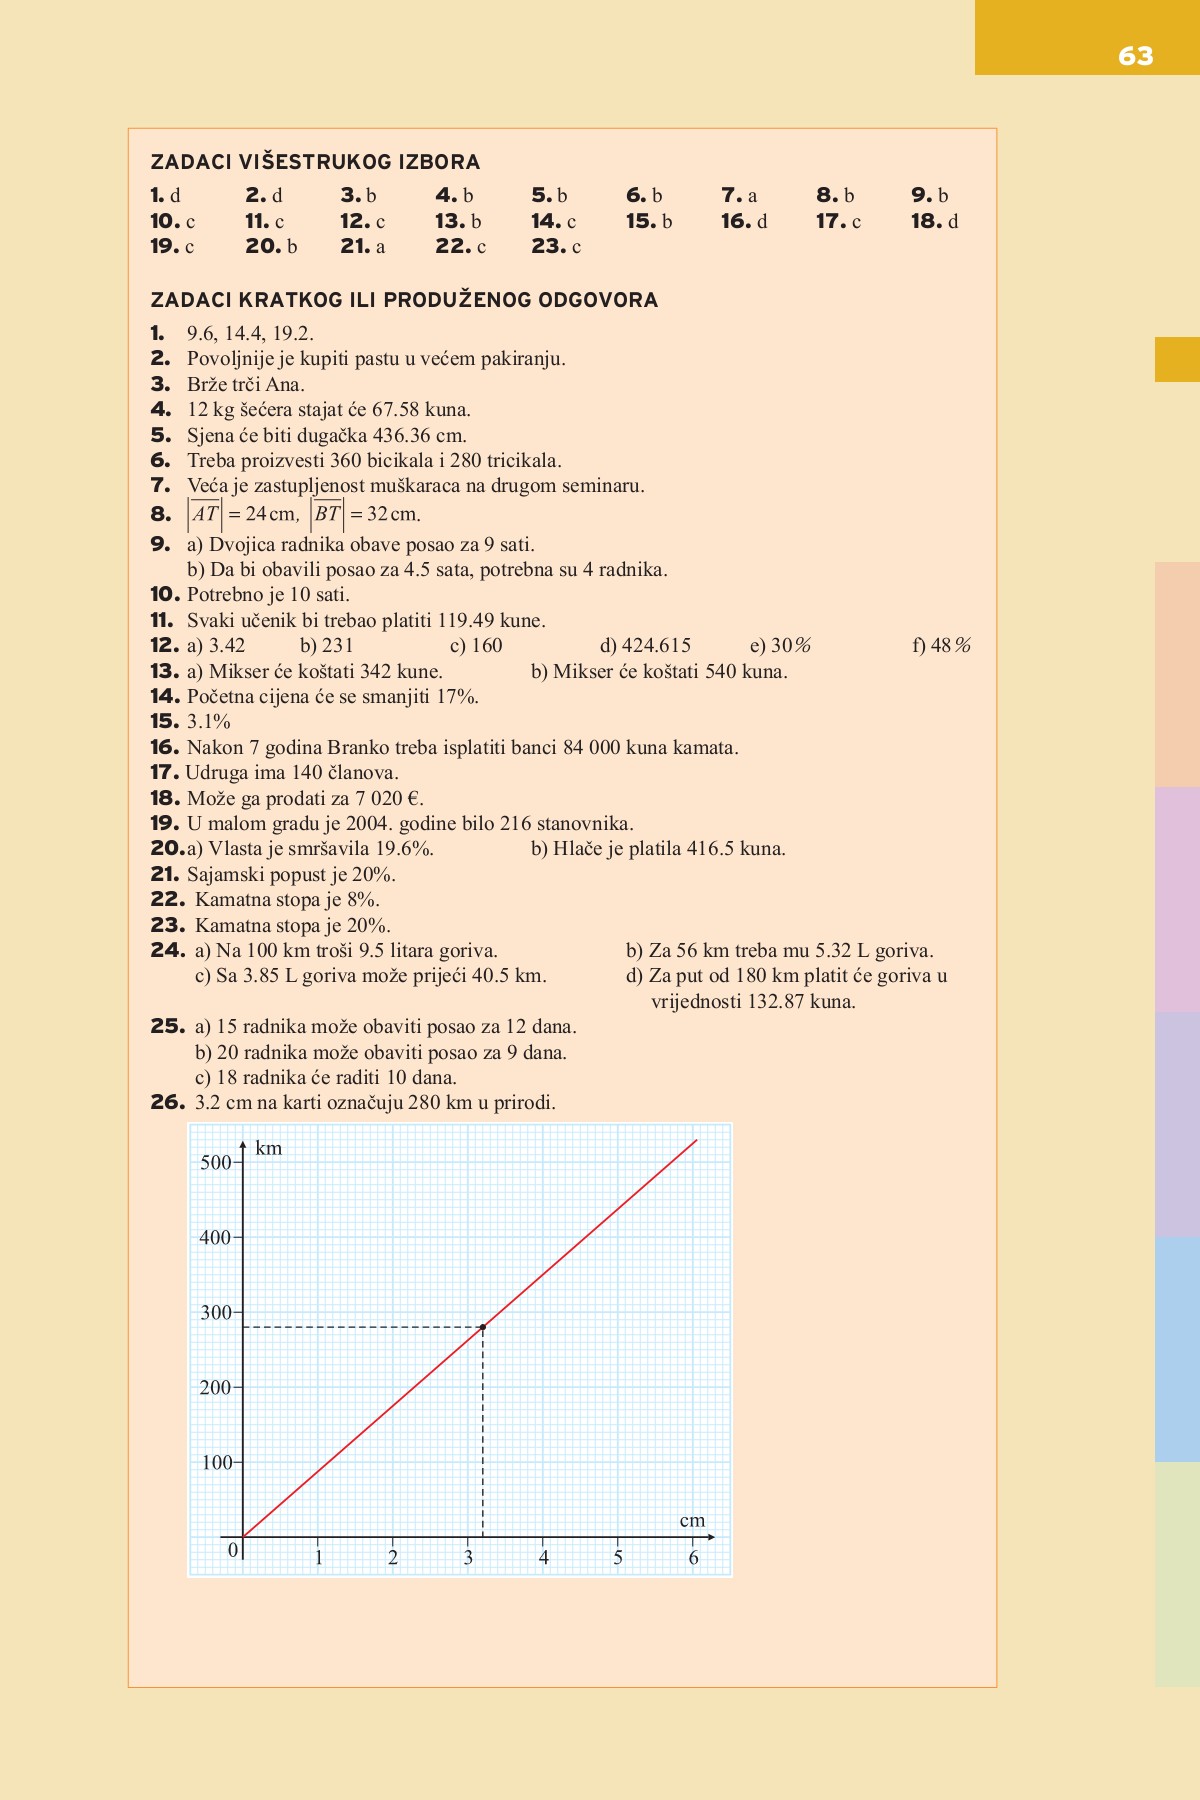 63
ZADACI VIŠESTRUKOG IZBORA
1. d 2. d 3. b 4. b 5. b 6. b 7. a 8. b 9. b
10. c 11. c 12. c 13. b 14. c 15. b 16. d 17. c 18. d
19. c 20. b 21. a 22. c 23. c
ZADACI KRATKOG ILI PRODUŽENOG ODGOVORA
1. 9.6, 14.4, 19.2.
2. Povoljnije je kupiti pastu u većem pakiranju.
3. Brže trči Ana.
4. 12 kg šećera stajat će 67.58 kuna.
5. Sjena će biti dugačka 436.36 cm.
6. Treba proizvesti 360 bicikala i 280 tricikala.
7. Veća je zastupljenost muškaraca na drugom seminaru.
8. |AT| = 24 cm, |BT| = 32 cm.
9. a) Dvojica radnika obave posao za 9 sati.
b) Da bi obavili posao za 4.5 sata, potrebna su 4 radnika.
10. Potrebno je 10 sati.
11. Svaki učenik bi trebao platiti 119.49 kune.
12. a) 3.42 b) 231 c) 160 d) 424.615 e) 30% f) 48%
13. a) Mikser će koštati 342 kune. b) Mikser će koštati 540 kuna.
14. Početna cijena će se smanjiti 17%.
15. 3.1%
16. Nakon 7 godina Branko treba isplatiti banci 84 000 kuna kamata.
17. Udruga ima 140 članova.
18. Može ga prodati za 7 020 €.
19. U malom gradu je 2004. godine bilo 216 stanovnika.
20. a) Vlasta je smršavila 19.6%. b) Hlače je platila 416.5 kuna.
21. Sajamski popust je 20%.
22. Kamatna stopa je 8%.
23. Kamatna stopa je 20%.
24. a) Na 100 km troši 9.5 litara goriva. b) Za 56 km treba mu 5.32 L goriva.
c) Sa 3.85 L goriva može prijeći 40.5 km. d) Za put od 180 km platit će goriva u
vrijednosti 132.87 kuna.
25. a) 15 radnika može obaviti posao za 12 dana.
b) 20 radnika može obaviti posao za 9 dana.
c) 18 radnika će raditi 10 dana.
26. 3.2 cm na karti označuju 280 km u prirodi.
km
500
400
300
200
100
cm
0 1 2 3 4 5 6